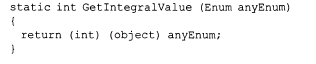 static int GetIntegralValue (Enum anyEnum)
{
  return (int) (object) anyEnum;
}